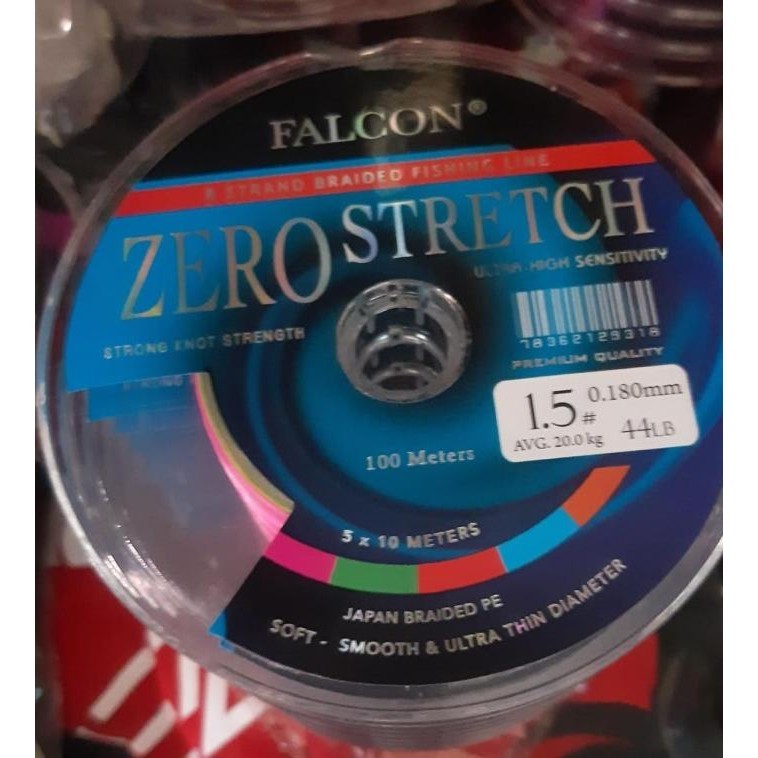 FALCON®
8 STRAND BRAIDED FISHING LINE
ZERO STRETCH
ULTRA-HIGH SENSITIVITY
STRONG KNOT STRENGTH
78362129318
PREMIUM QUALITY
1.5# 0.180mm
AVG. 20.0 kg 44LB
100 Meters
5 x 10 METERS
JAPAN BRAIDED PE
SOFT - SMOOTH & ULTRA THIN DIAMETER